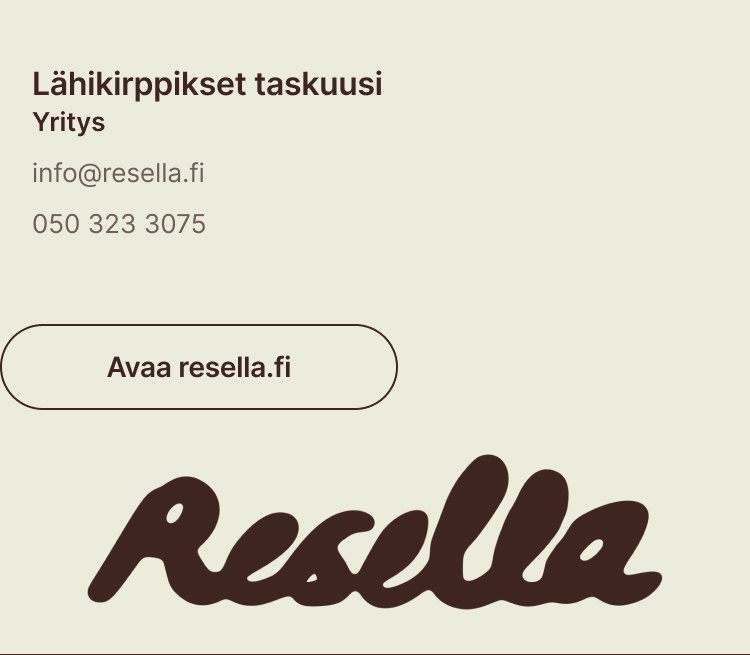 Lähikirppikset taskuusi
Yritys
info@resella.fi
050 323 3075
Avaa resella.fi
Resella